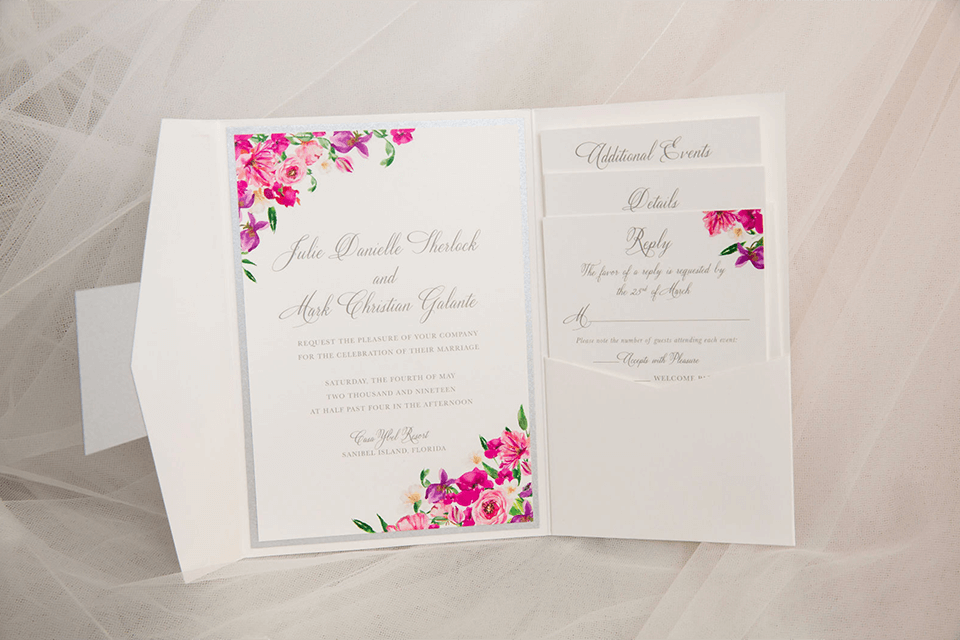 Julie Danielle Sherlock
and
Mark Christian Galante
REQUEST THE PLEASURE OF YOUR COMPANY
FOR THE CELEBRATION OF THEIR MARRIAGE
SATURDAY, THE FOURTH OF MAY
TWO THOUSAND AND NINETEEN
AT HALF PAST FOUR IN THE AFTERNOON
Casa Ybel Resort
SANIBEL ISLAND, FLORIDA
Additional Events
Details
Reply
The favor of a reply is requested by
the 23rd of March
M
Please note the number of guests attending each event:
Accepts with Pleasure
WELCOME